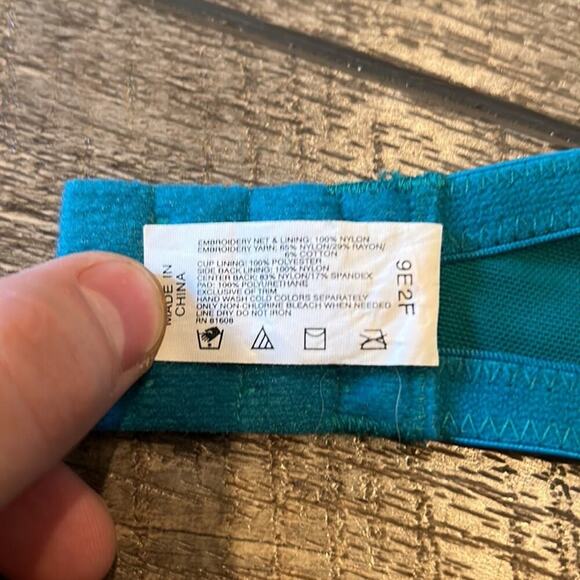 MADE IN
CHINA
EMBROIDERY NET & LINING: 100% NYLON
EMBROIDERY YARN: 65% NYLON/29% RAYON/
6% COTTON
CUP LINING: 100% POLYESTER
SIDE BACK LINING: 100% NYLON
CENTER BACK: 83% NYLON/17% SPANDEX
PAD: 100% POLYURETHANE
EXCLUSIVE OF TRIM
HAND WASH COLD COLORS SEPARATELY
ONLY NON-CHLORINE BLEACH WHEN NEEDED
LINE DRY DO NOT IRON
RN 81608
9E2F